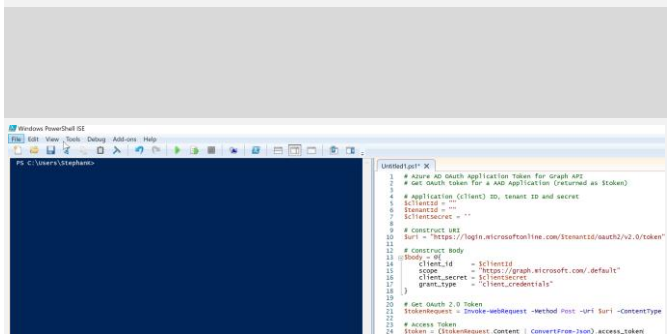 Windows PowerShell ISE
File Edit View Tools Debug Add-ons Help
PS C:\Users\Stephank>
Untitled1.ps1* X
1 # Azure AD OAuth Application Token for Graph API
2 # Get OAuth token for a AAD Application (returned as $token)
3
4 # Application (client) ID, tenant ID and secret
5 $clientId = ""
6 $tenantId = ""
7 $clientSecret = ""
8
9 # Construct URI
10 $uri = "https://login.microsoftonline.com/$tenantId/oauth2/v2.0/token"
11
12 # Construct Body
13 $body = @{
14 client_id = $clientId
15 scope = "https://graph.microsoft.com/.default"
16 client_secret = $clientSecret
17 grant_type = "client_credentials"
18 }
19
20 # Get OAuth 2.0 Token
21 $tokenRequest = Invoke-WebRequest -Method Post -Uri $uri -ContentType
22
23 # Access Token
24 $token = ($tokenRequest.Content | ConvertFrom-Json).access_token